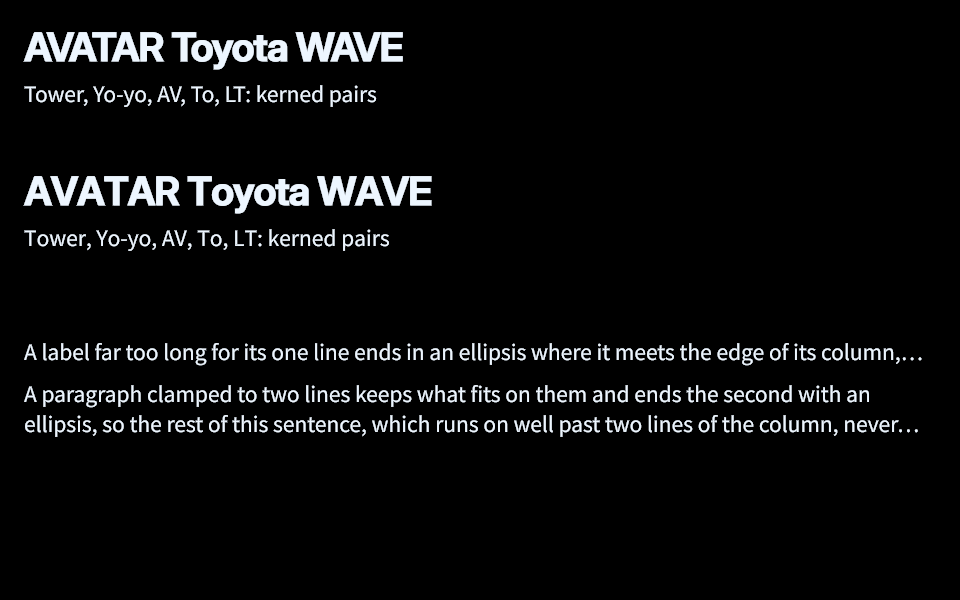 AVATAR Toyota WAVE
Tower, Yo-yo, AV, To, LT: kerned pairs
AVATAR Toyota WAVE
Tower, Yo-yo, AV, To, LT: kerned pairs
A label far too long for its one line ends in an ellipsis where it meets the edge of its column,…
A paragraph clamped to two lines keeps what fits on them and ends the second with an
ellipsis, so the rest of this sentence, which runs on well past two lines of the column, never…